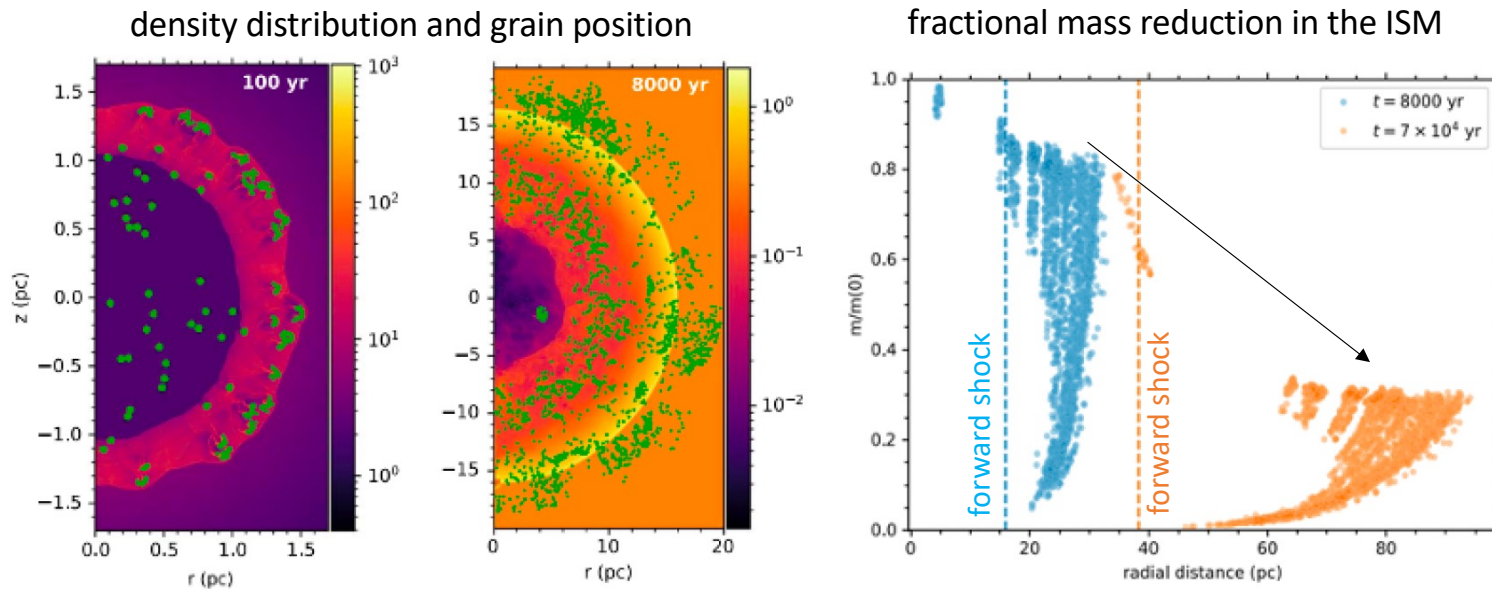 density distribution and grain position
fractional mass reduction in the ISM
100 yr
1.5
1.0
0.5
0.0
−0.5
−1.0
−1.5
z (pc)
0.0 0.5 1.0 1.5
r (pc)
10³
10²
10¹
10⁰
8000 yr
15
10
5
0
−5
−10
−15
0 10 20
r (pc)
10⁰
10⁻¹
10⁻²
1.0
0.8
0.6
0.4
0.2
0.0
m/m(0)
t = 8000 yr
t = 7 × 10⁴ yr
forward shock
forward shock
0 20 40 60 80
radial distance (pc)